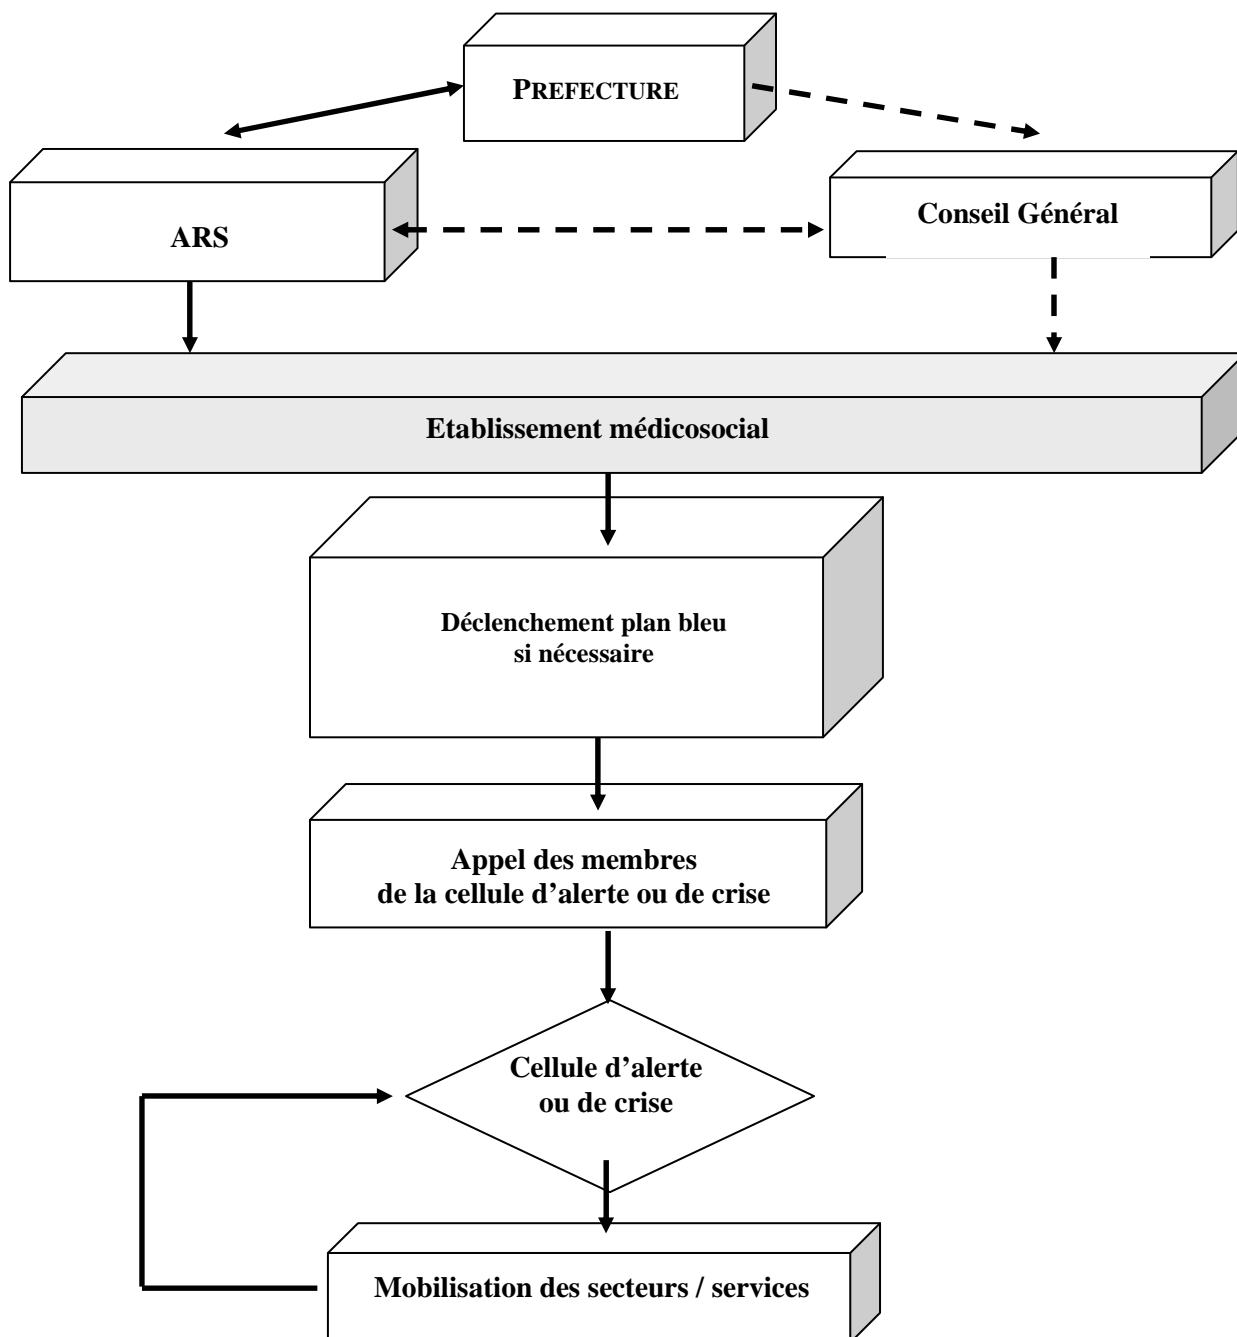 PREFECTURE
ARS
Conseil Général
Etablissement médicosocial
Déclenchement plan bleu
si nécessaire
Appel des membres
de la cellule d’alerte ou de crise
Cellule d’alerte
ou de crise
Mobilisation des secteurs / services